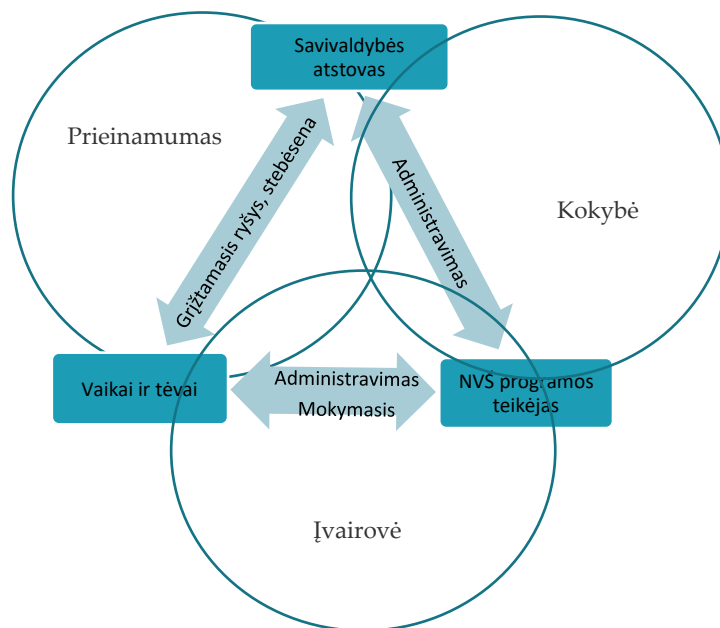 Savivaldybės
atstovas
Prieinamumas
Kokybė
Grįžtamasis ryšys, stebėsena
Administravimas
Vaikai ir tėvai
Administravimas
Mokymasis
NVŠ programos
teikėjas
Įvairovė